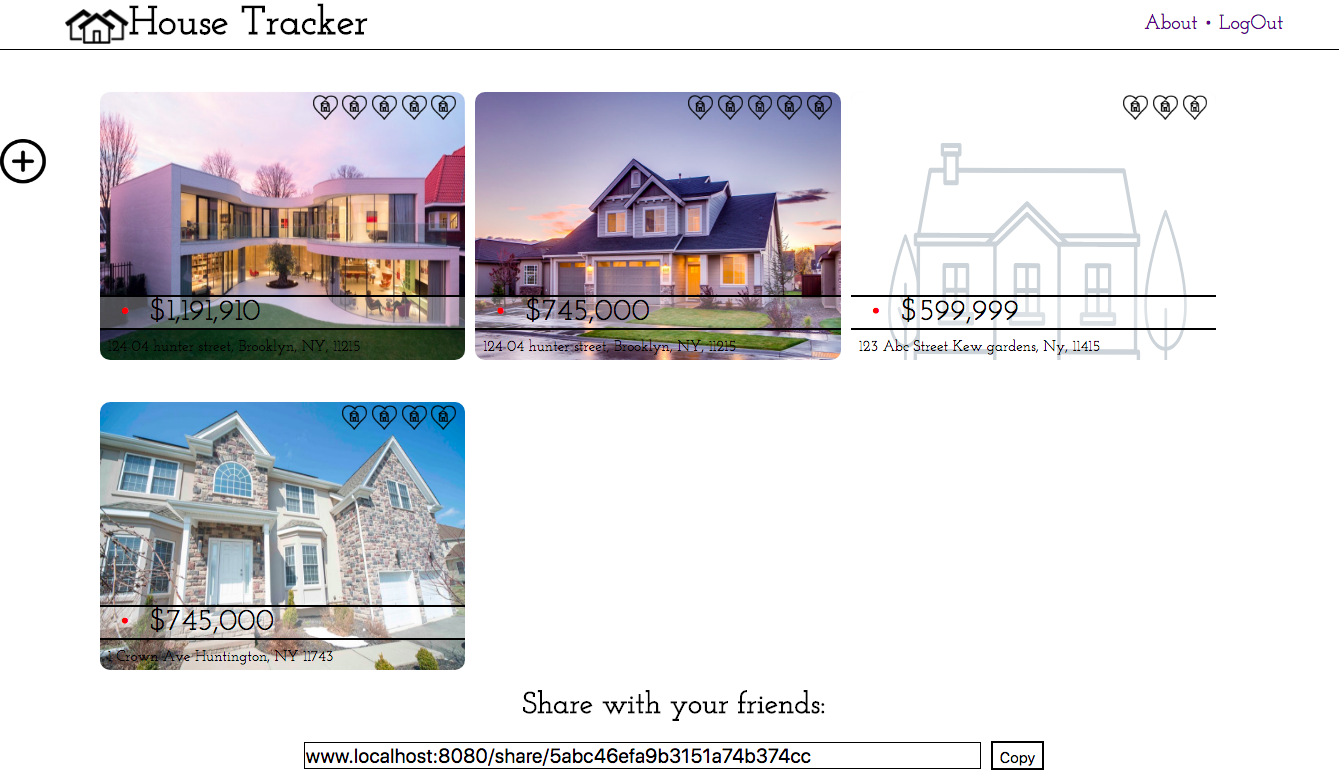 House Tracker
About • LogOut
$1,191,910
124-04 hunter street, Brooklyn, NY, 11215
$745,000
124-04 hunter street, Brooklyn, NY, 11215
$599,999
123 Abc Street Kew gardens, Ny, 11415
$745,000
1 Crown Ave Huntington, NY 11743
Share with your friends:
www.localhost:8080/share/5abc46efa9b3151a74b374cc
Copy